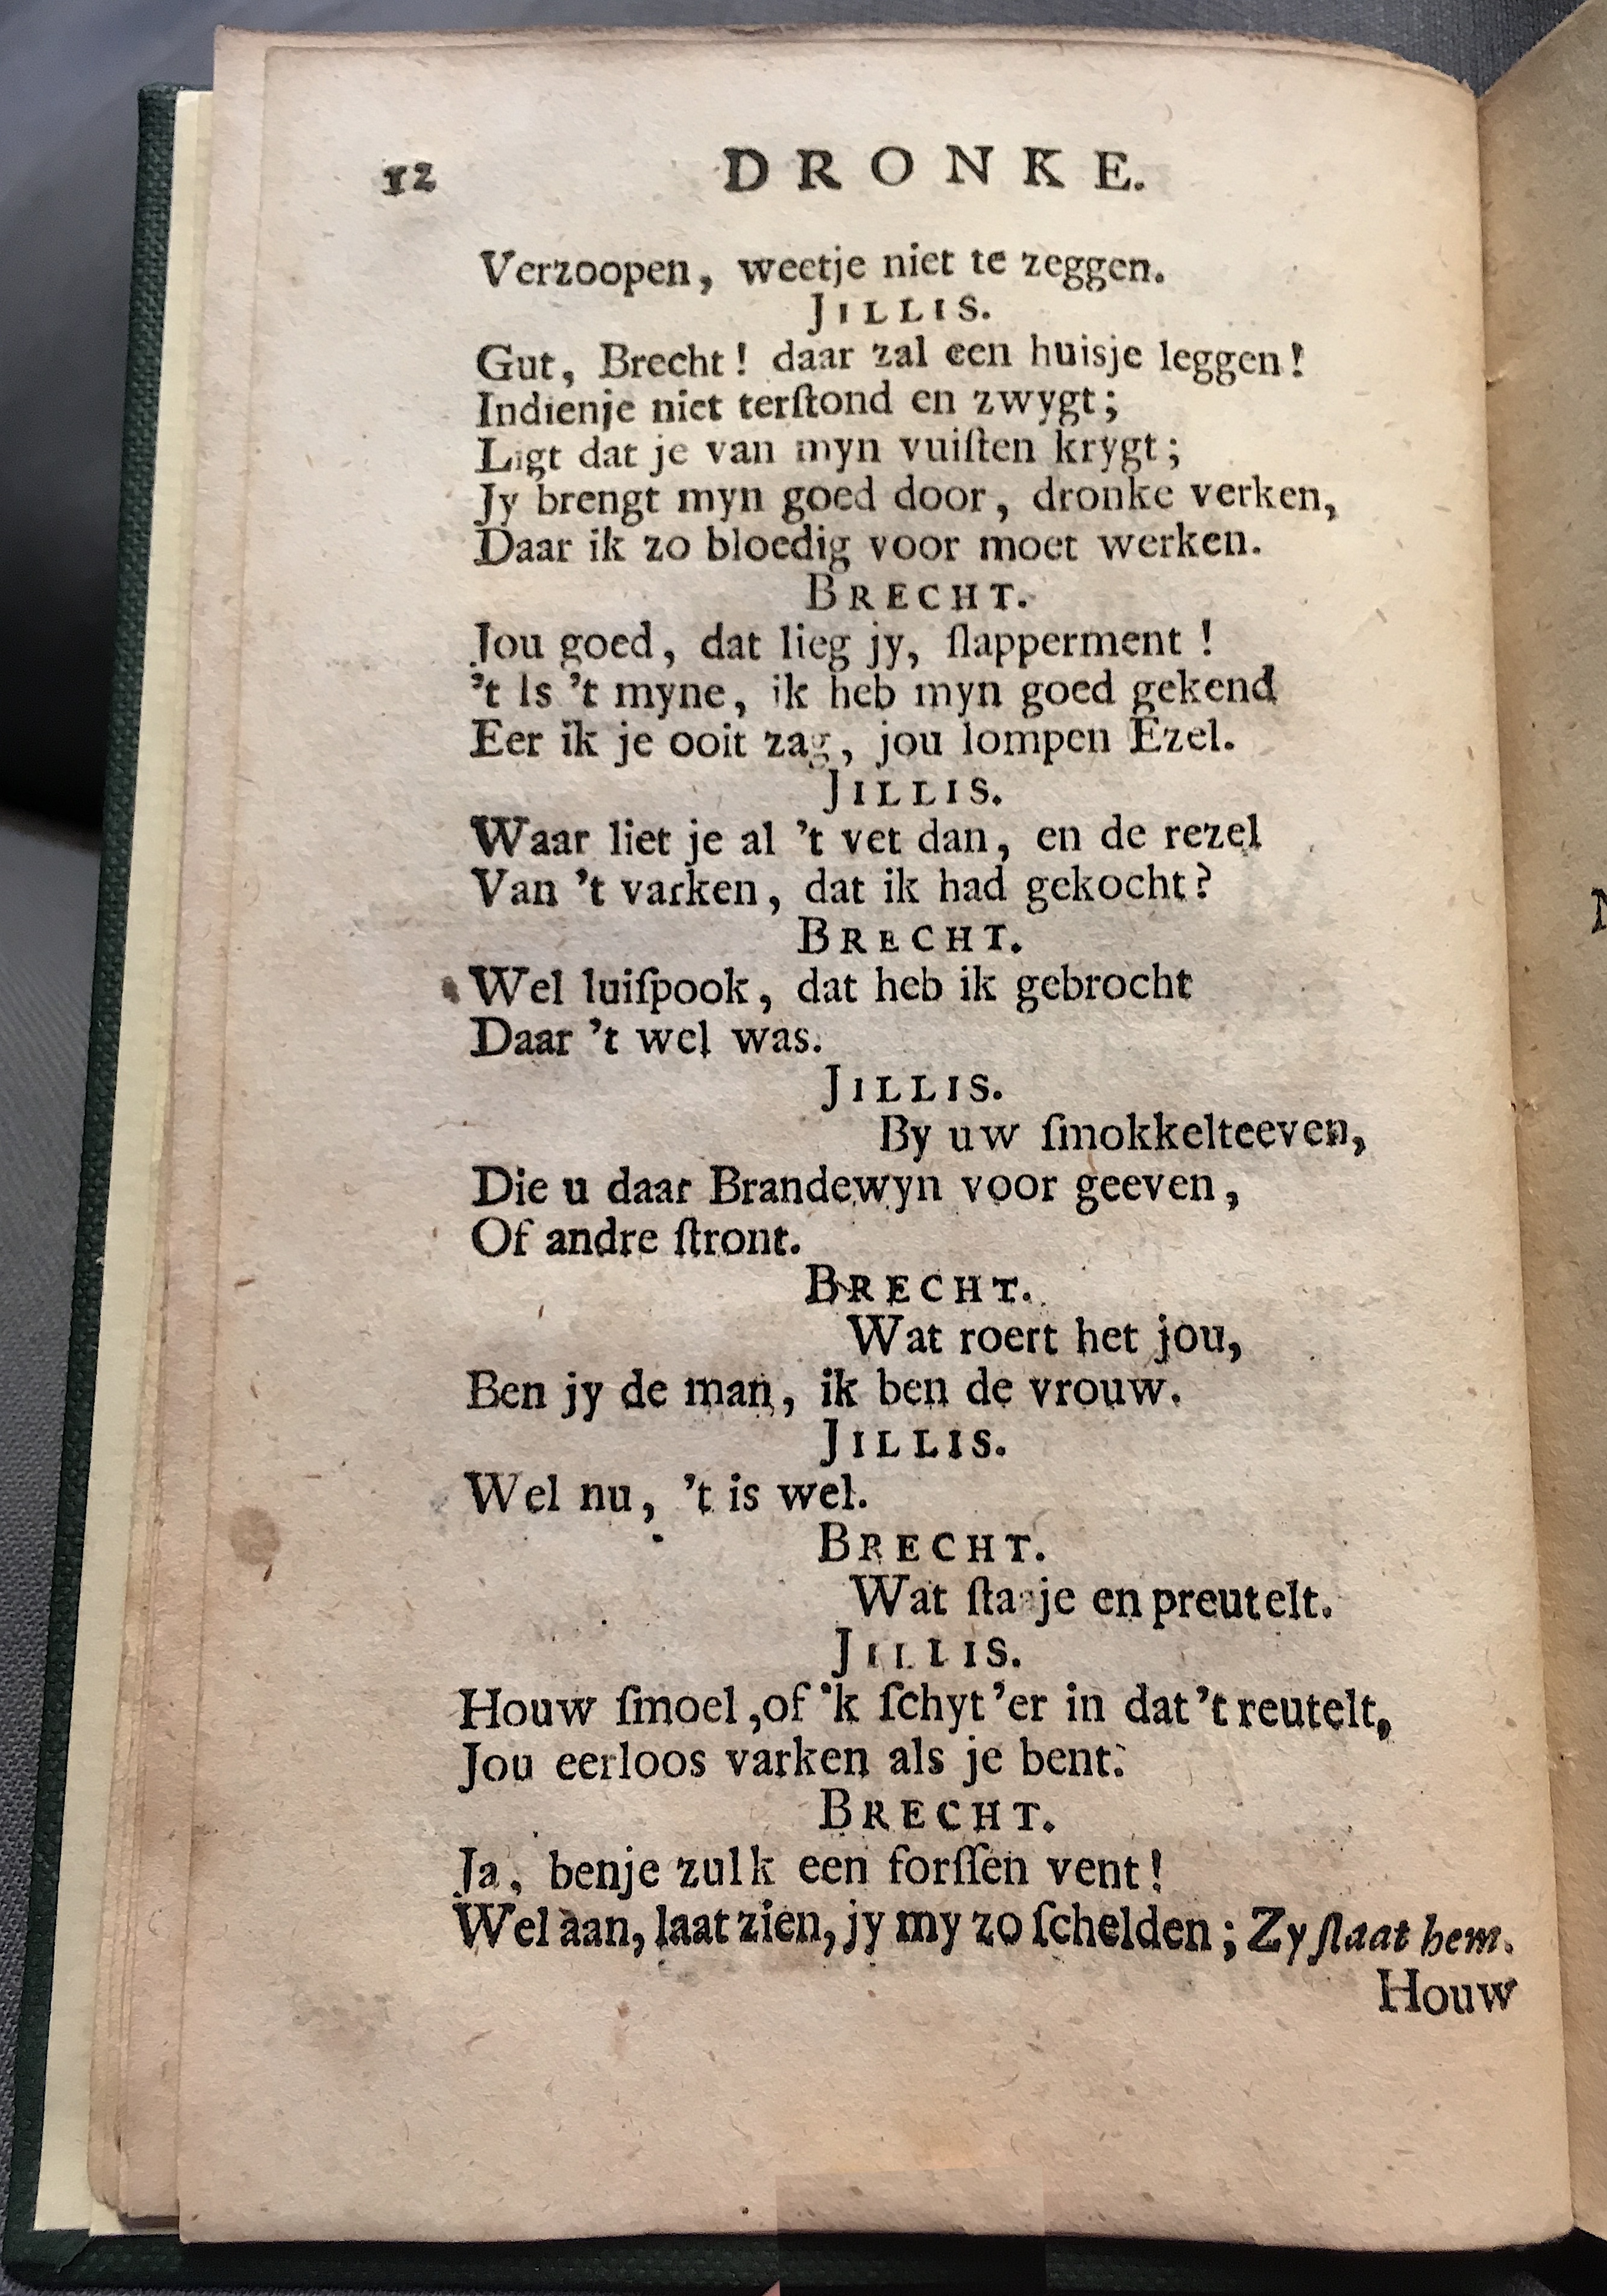 12 DRONKE.
Verzoopen, weetje niet te zeggen.
JILLIS.
Gut, Brecht! daar zal een huisje leggen!
Indienje niet terſtond en zwygt;
Ligt dat je van myn vuiſten krygt;
Jy brengt myn goed door, dronke verken,
Daar ik zo bloedig voor moet werken.
BRECHT.
Jou goed, dat lieg jy, ſlapperment!
't Is 't myne, ik heb myn goed gekend
Eer ik je ooit zag, jou lompen Ezel.
JILLIS.
Waar liet je al 't vet dan, en de rezel
Van 't varken, dat ik had gekocht?
BRECHT.
Wel luiſpook, dat heb ik gebrocht
Daar 't wel was.
JILLIS.
By uw ſmokkelteeven,
Die u daar Brandewyn voor geeven,
Of andre ſtront.
BRECHT.
Wat roert het jou,
Ben jy de man, ik ben de vrouw.
JILLIS.
Wel nu, 't is wel.
BRECHT.
Wat ſtaaje en preutelt.
JILLIS.
Houw ſmoel, of 'k ſchyt 'er in dat 't reutelt,
Jou eerloos varken als je bent.
BRECHT.
Ja, benje zulk een forſſen vent!
Wel aan, laat zien, jy my zo ſchelden; Zy ſlaat hem.
Houw